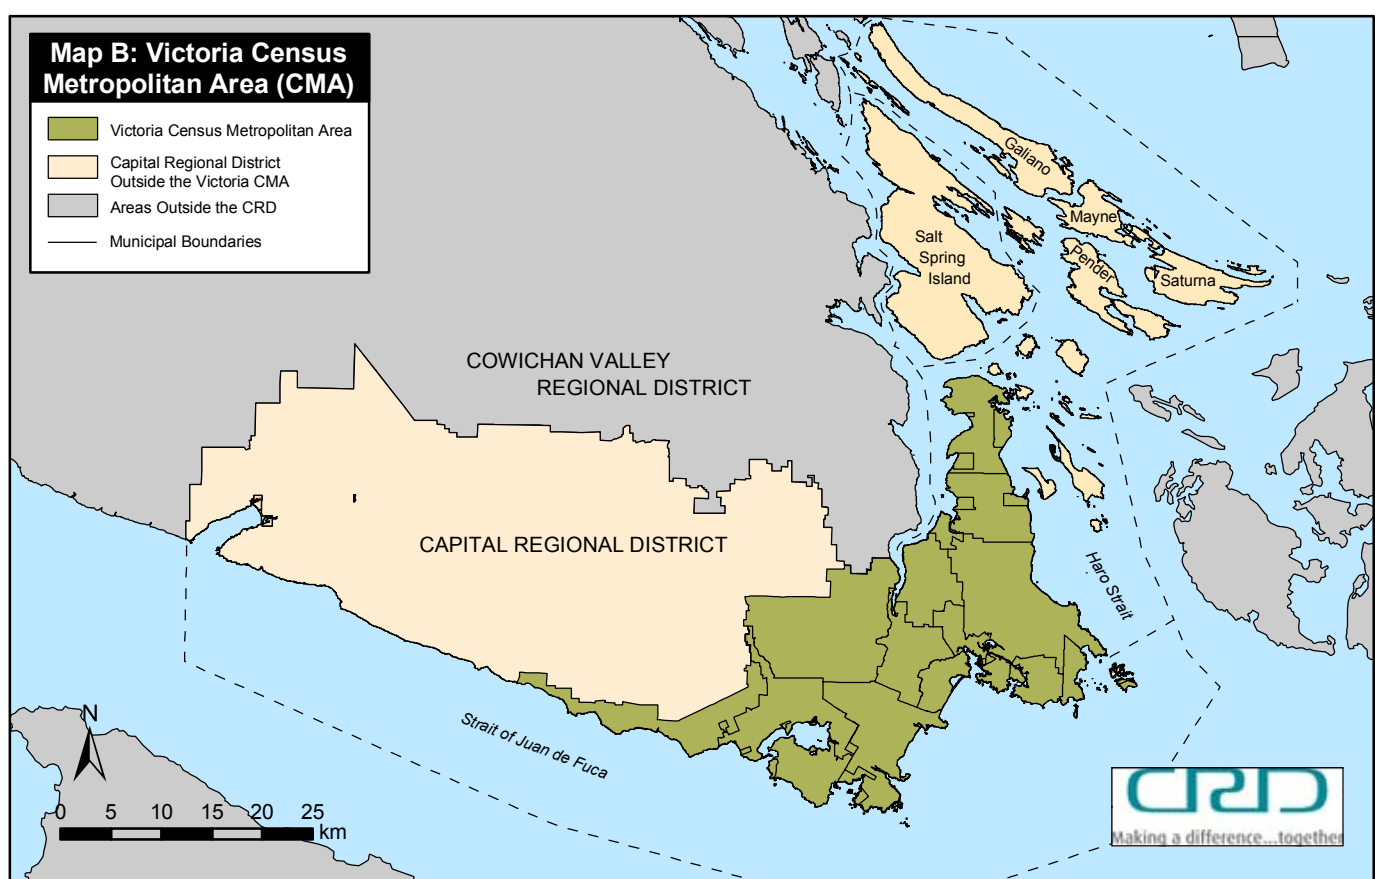 Map B: Victoria Census
Metropolitan Area (CMA)
Victoria Census Metropolitan Area
Capital Regional District
Outside the Victoria CMA
Areas Outside the CRD
Municipal Boundaries
Galiano
Mayne
Salt
Spring
Island
Pender
Saturna
COWICHAN VALLEY
REGIONAL DISTRICT
CAPITAL REGIONAL DISTRICT
Haro Strait
Strait of Juan de Fuca
N
0 5 10 15 20 25
km
CRD
Making a difference...together